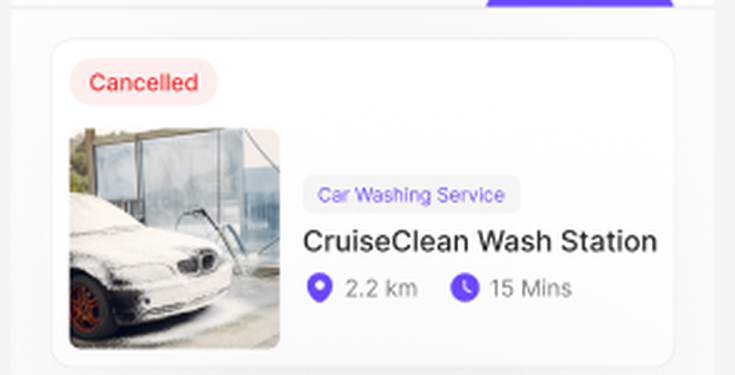 Cancelled
Car Washing Service
CruiseClean Wash Station
2.2 km
15 Mins